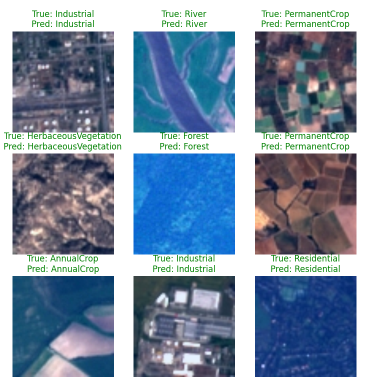 True: Industrial
Pred: Industrial
True: River
Pred: River
True: PermanentCrop
Pred: PermanentCrop
True: HerbaceousVegetation
Pred: HerbaceousVegetation
True: Forest
Pred: Forest
True: PermanentCrop
Pred: PermanentCrop
True: AnnualCrop
Pred: AnnualCrop
True: Industrial
Pred: Industrial
True: Residential
Pred: Residential